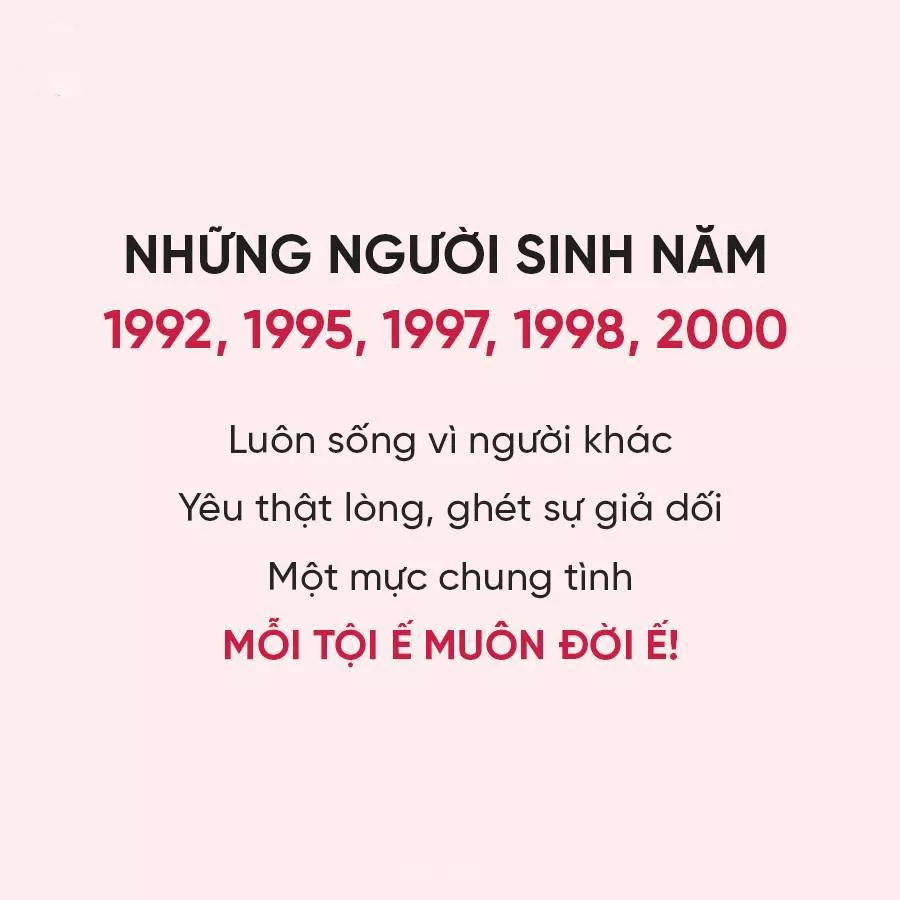 NHỮNG NGƯỜI SINH NĂM
1992, 1995, 1997, 1998, 2000
Luôn sống vì người khác
Yêu thật lòng, ghét sự giả dối
Một mực chung tình
MỖI TỘI Ế MUÔN ĐỜI Ế!